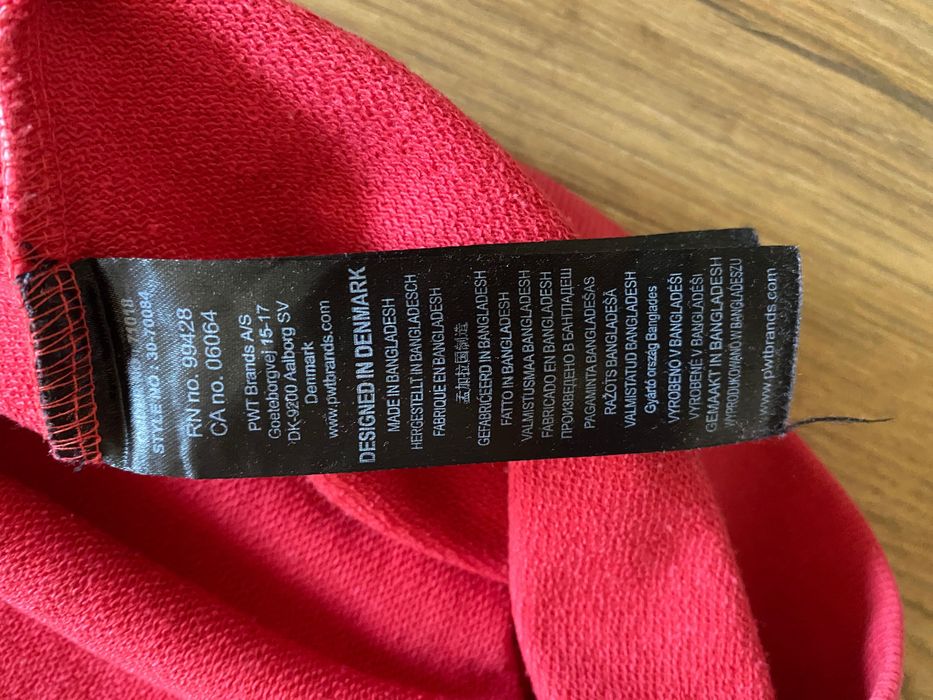 STYLE NO 30-70084
RN no. 99428
CA no. 06064
PWT Brands A/S
Goeteborgvej 15-17
DK-9200 Aalborg SV
Denmark
www.pwtbrands.com
DESIGNED IN DENMARK
MADE IN BANGLADESH
HERGESTELLT IN BANGLADESCH
FABRIQUE EN BANGLADESH
孟加拉国制造
GEFABRICEERD IN BANGLADESH
FATTO IN BANGLADESH
VALMISTUMAA BANGLADESH
FABRICADO EN BANGLADESH
ПРОИЗВЕДЕНО В БАНГЛАДЕШ
PAGAMINTA BANGLADEŠAS
RAŽOTS BANGLADEŠĀ
VALMISTATUD BANGLADESH
Gyártó ország Banglades
VYROBENO V BANGLADÉŠI
VYROBENÉ V BANGLADÉŠI
GEMAAKT IN BANGLADESH
WYPRODUKOWANO W BANGLADESZU
www.pwtbrands.com